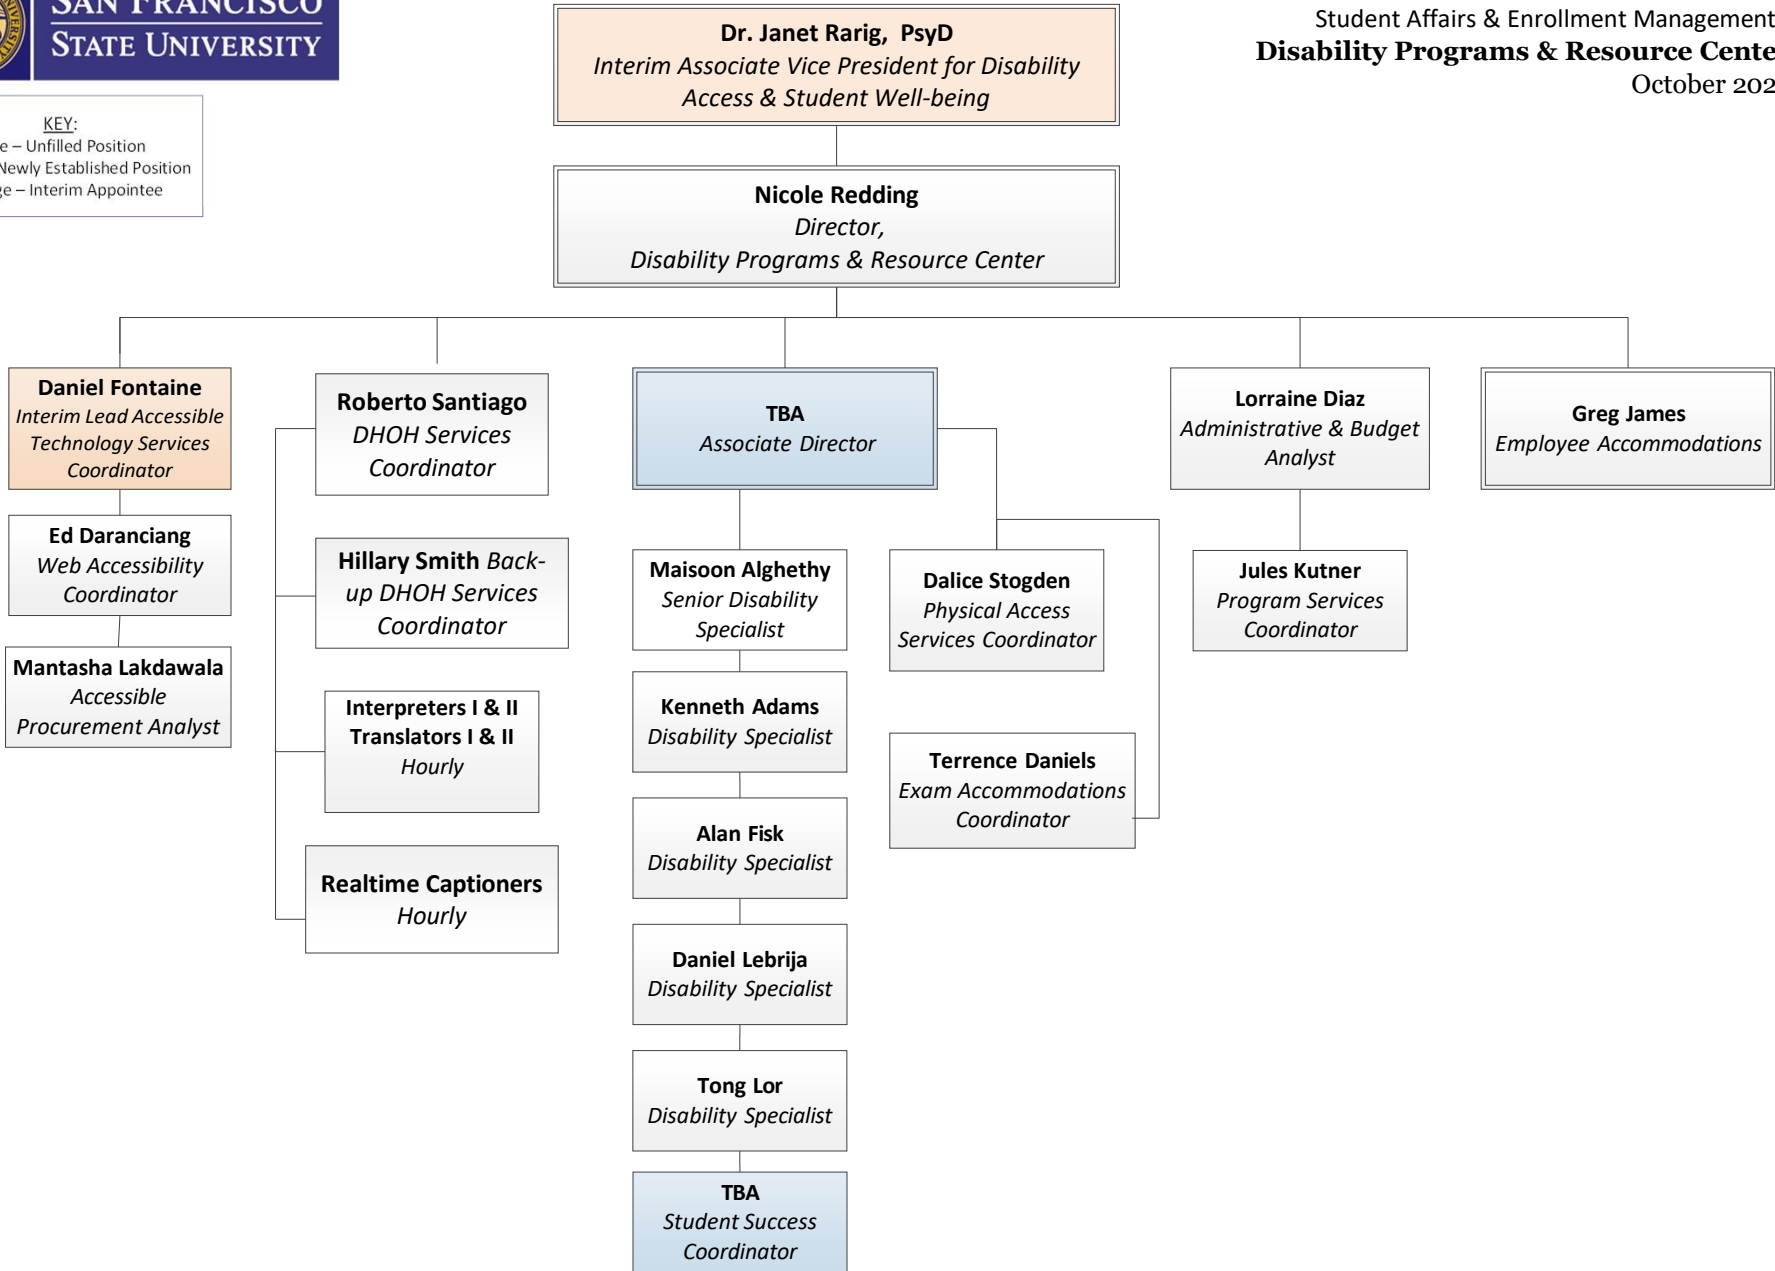 SAN FRANCISCO
STATE UNIVERSITY
Student Affairs & Enrollment Management
Disability Programs & Resource Cente
October 202
KEY:
e – Unfilled Position
Newly Established Position
ge – Interim Appointee
Dr. Janet Rarig, PsyD
Interim Associate Vice President for Disability
Access & Student Well-being
Nicole Redding
Director,
Disability Programs & Resource Center
Daniel Fontaine
Interim Lead Accessible
Technology Services
Coordinator
Ed Daranciang
Web Accessibility
Coordinator
Mantasha Lakdawala
Accessible
Procurement Analyst
Roberto Santiago
DHOH Services
Coordinator
Hillary Smith Back-
up DHOH Services
Coordinator
Interpreters I & II
Translators I & II
Hourly
Realtime Captioners
Hourly
TBA
Associate Director
Maisoon Alghethy
Senior Disability
Specialist
Kenneth Adams
Disability Specialist
Alan Fisk
Disability Specialist
Daniel Lebrija
Disability Specialist
Tong Lor
Disability Specialist
TBA
Student Success
Coordinator
Dalice Stogden
Physical Access
Services Coordinator
Terrence Daniels
Exam Accommodations
Coordinator
Lorraine Diaz
Administrative & Budget
Analyst
Jules Kutner
Program Services
Coordinator
Greg James
Employee Accommodations